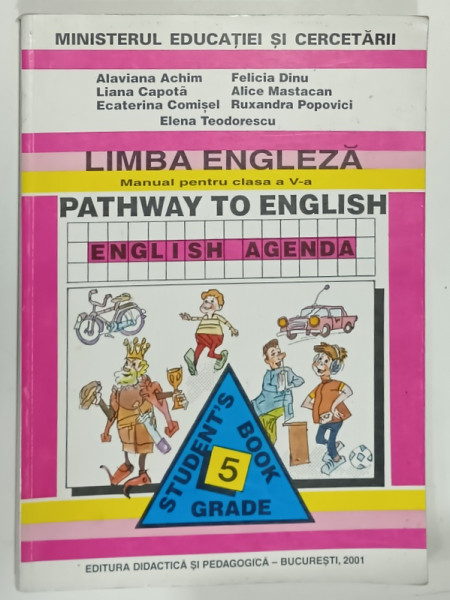 MINISTERUL EDUCAȚIEI ȘI CERCETĂRII
Alaviana Achim Felicia Dinu
Liana Capotă Alice Mastacan
Ecaterina Comișel Ruxandra Popovici
Elena Teodorescu
LIMBA ENGLEZĂ
Manual pentru clasa a V-a
PATHWAY TO ENGLISH
ENGLISH AGENDA
STUDENT'S BOOK
5
GRADE
EDITURA DIDACTICĂ ȘI PEDAGOGICĂ – BUCUREȘTI, 2001